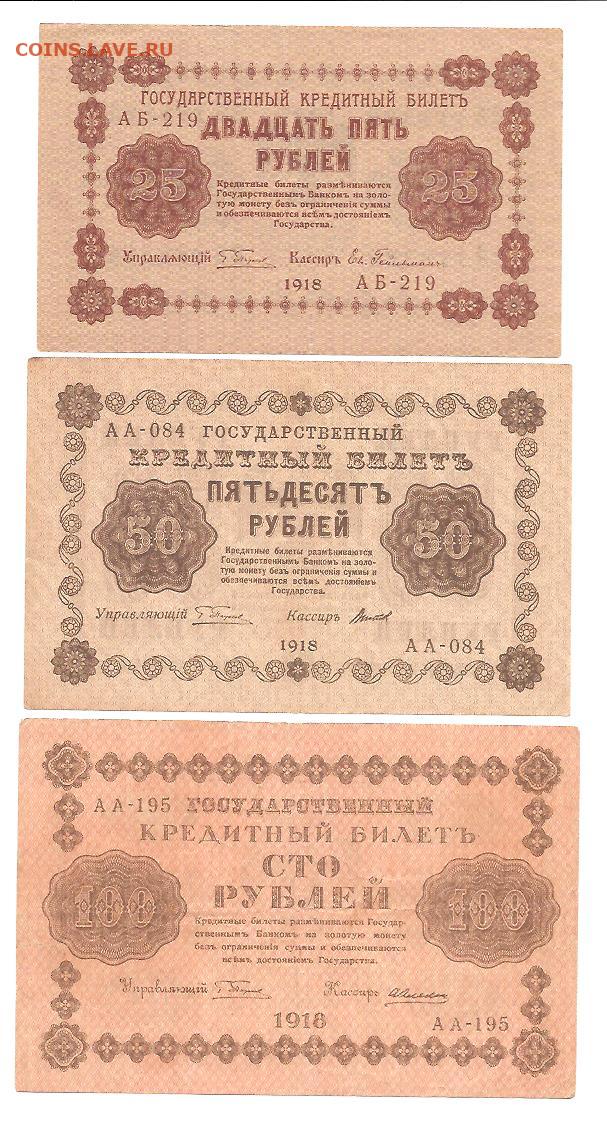 COINS.LAVE.RU
ГОСУДАРСТВЕННЫЙ КРЕДИТНЫЙ БИЛЕТЪ
АБ-219 ДВАДЦАТЬ ПЯТЬ
РУБЛЕЙ
25 25
Кредитные билеты размѣниваются
Государственнымъ Банкомъ на золо-
тую монету безъ ограниченія суммы
и обезпечиваются всѣмъ достояніемъ
Государства.
Управляющій Кассиръ
1918 АБ-219
АА-084 ГОСУДАРСТВЕННЫЙ
КРЕДИТНЫЙ БИЛЕТЪ
ПЯТЬДЕСЯТЪ
РУБЛЕЙ
50 50
Кредитные билеты размѣниваются
Государственнымъ Банкомъ на золо-
тую монету безъ ограниченія суммы и
обезпечиваются всѣмъ достояніемъ
Государства.
Управляющій Кассиръ
1918 АА-084
АА-195 ГОСУДАРСТВЕННЫЙ
КРЕДИТНЫЙ БИЛЕТЪ
СТО
РУБЛЕЙ
100 100
Кредитные билеты размѣниваются Государ-
ственнымъ Банкомъ на золотую монету
безъ ограниченія суммы и обезпечиваются
всѣмъ достояніемъ Государства.
Управляющій Кассиръ
1918 АА-195